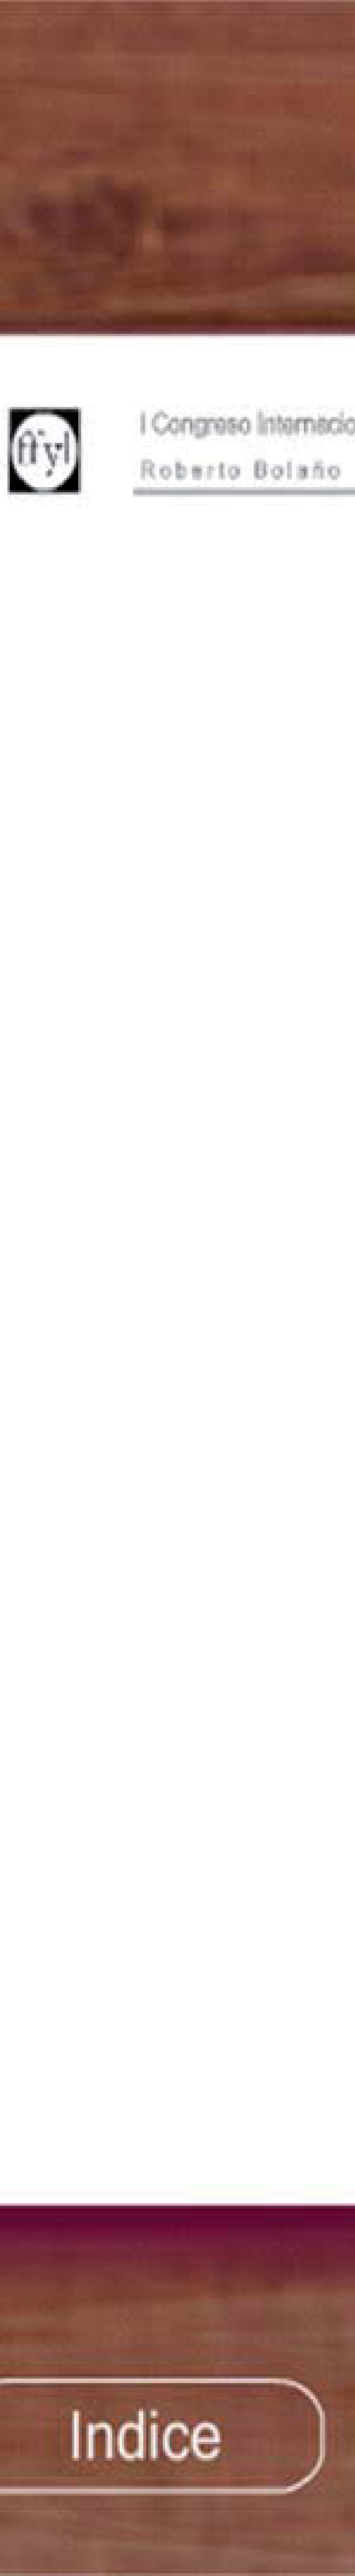 ffyl
I Congreso Internacio
Roberto Bolaño
Indice